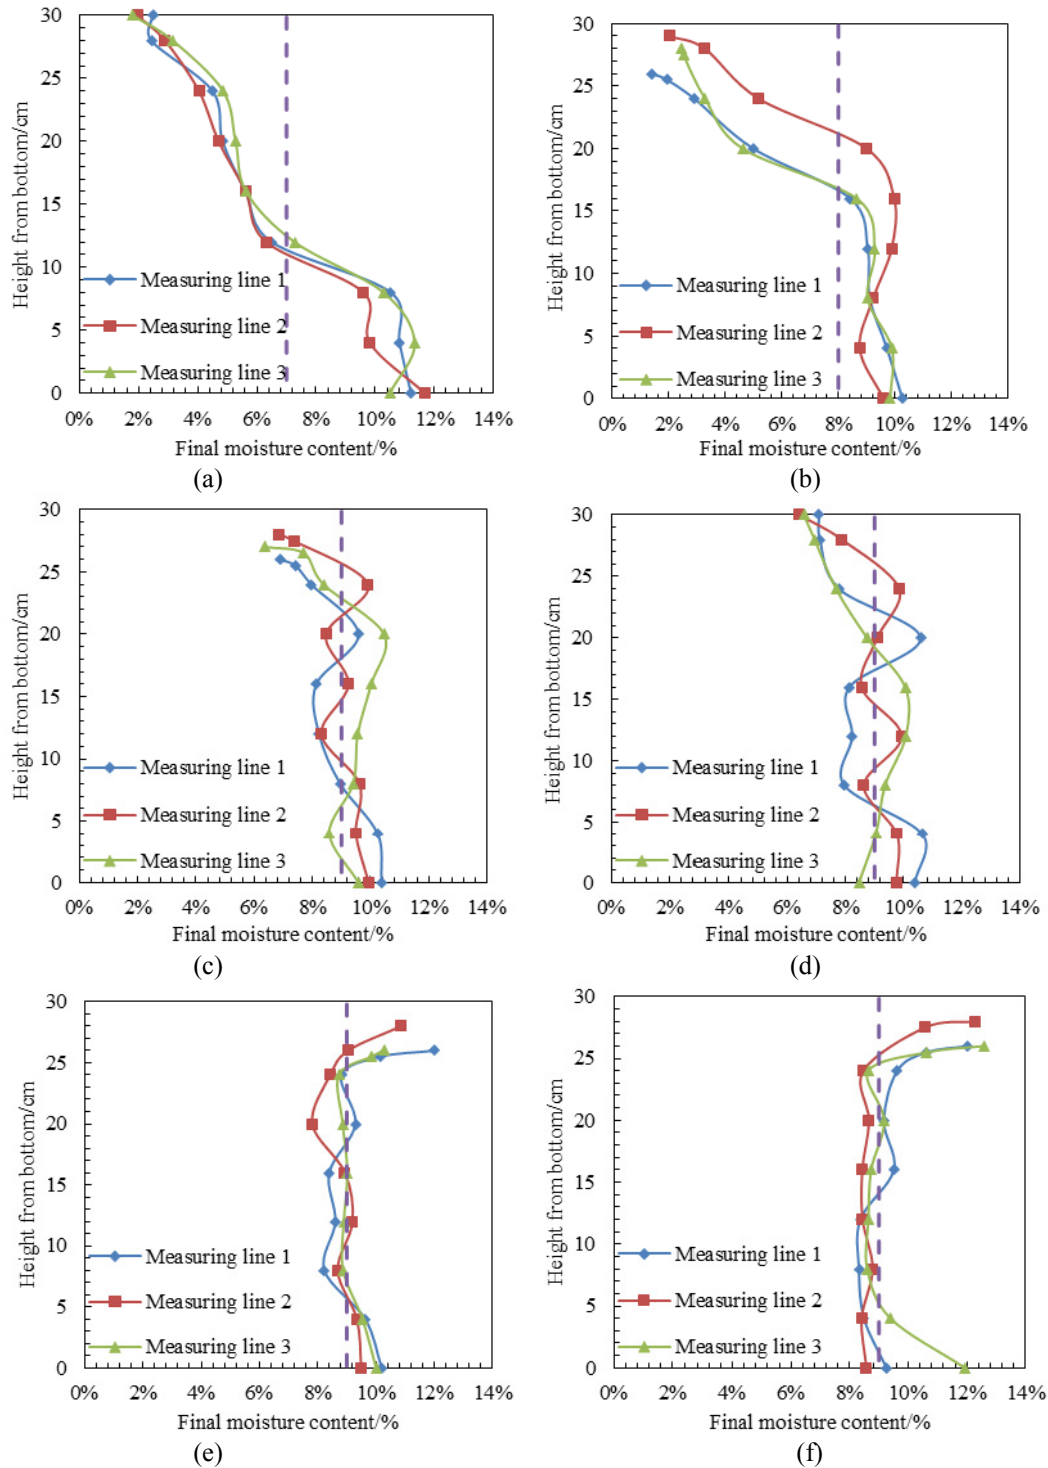 30
25
20
15
10
5
0
Height from bottom/cm
Measuring line 1
Measuring line 2
Measuring line 3
0% 2% 4% 6% 8% 10% 12% 14%
Final moisture content/%
(a)
30
25
20
15
10
5
0
Height from bottom/cm
Measuring line 1
Measuring line 2
Measuring line 3
0% 2% 4% 6% 8% 10% 12% 14%
Final moisture content/%
(b)
30
25
20
15
10
5
0
Height from bottom/cm
Measuring line 1
Measuring line 2
Measuring line 3
0% 2% 4% 6% 8% 10% 12% 14%
Final moisture content/%
(c)
30
25
20
15
10
5
0
Height from bottom/cm
Measuring line 1
Measuring line 2
Measuring line 3
0% 2% 4% 6% 8% 10% 12% 14%
Final moisture content/%
(d)
30
25
20
15
10
5
0
Height from bottom/cm
Measuring line 1
Measuring line 2
Measuring line 3
0% 2% 4% 6% 8% 10% 12% 14%
Final moisture content/%
(e)
30
25
20
15
10
5
0
Height from bottom/cm
Measuring line 1
Measuring line 2
Measuring line 3
0% 2% 4% 6% 8% 10% 12% 14%
Final moisture content/%
(f)